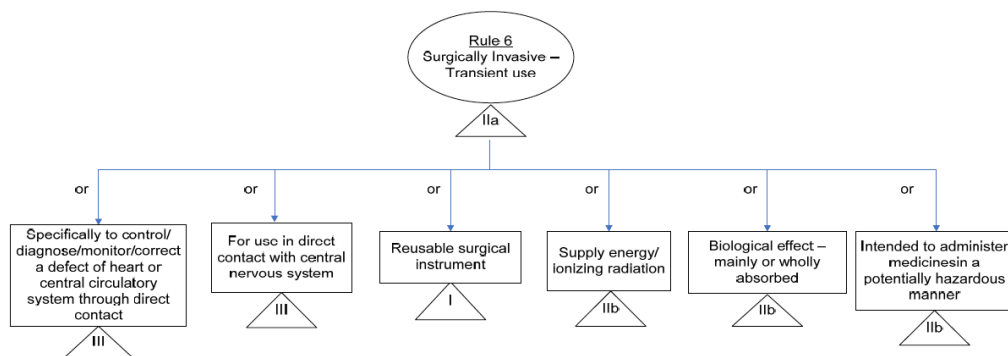 Rule 6
Surgically Invasive –
Transient use
IIa
or
or
or
or
or
or
Specifically to control/
diagnose/monitor/correct
a defect of heart or
central circulatory
system through direct
contact
III
For use in direct
contact with central
nervous system
III
Reusable surgical
instrument
I
Supply energy/
ionizing radiation
IIb
Biological effect –
mainly or wholly
absorbed
IIb
Intended to administer
medicinesin a
potentially hazardous
manner
IIb